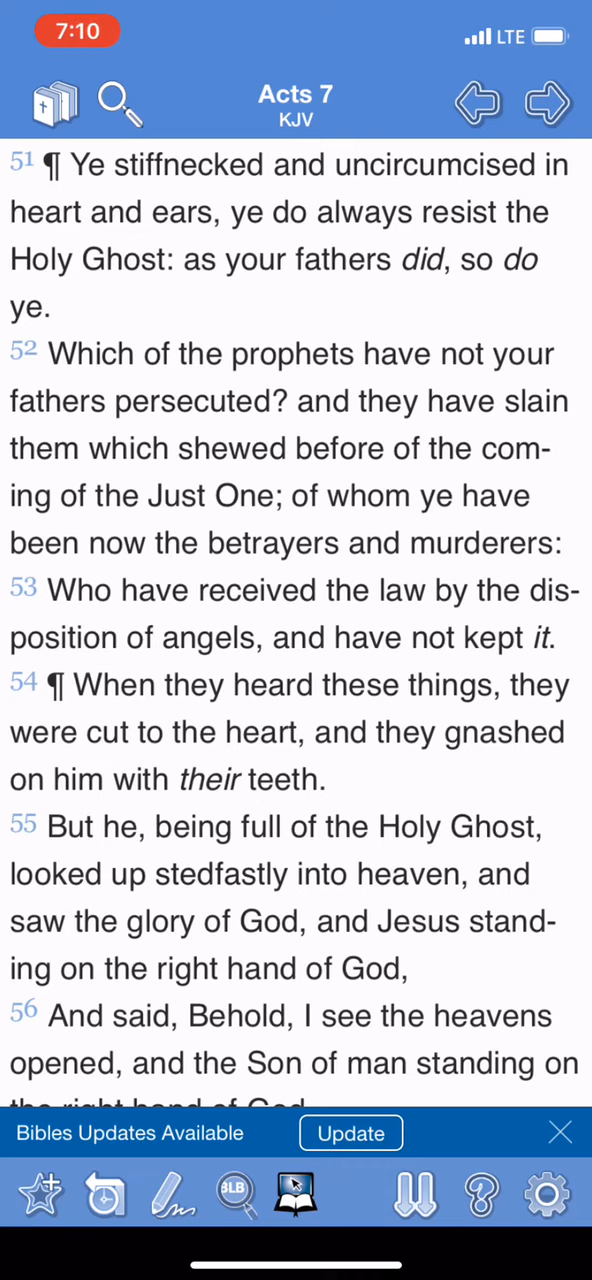 7:10
LTE
Acts 7
KJV
51 ¶ Ye stiffnecked and uncircumcised in
heart and ears, ye do always resist the
Holy Ghost: as your fathers did, so do
ye.
52 Which of the prophets have not your
fathers persecuted? and they have slain
them which shewed before of the com-
ing of the Just One; of whom ye have
been now the betrayers and murderers:
53 Who have received the law by the dis-
position of angels, and have not kept it.
54 ¶ When they heard these things, they
were cut to the heart, and they gnashed
on him with their teeth.
55 But he, being full of the Holy Ghost,
looked up stedfastly into heaven, and
saw the glory of God, and Jesus stand-
ing on the right hand of God,
56 And said, Behold, I see the heavens
opened, and the Son of man standing on
the right hand of God
Bibles Updates Available
Update
BLB